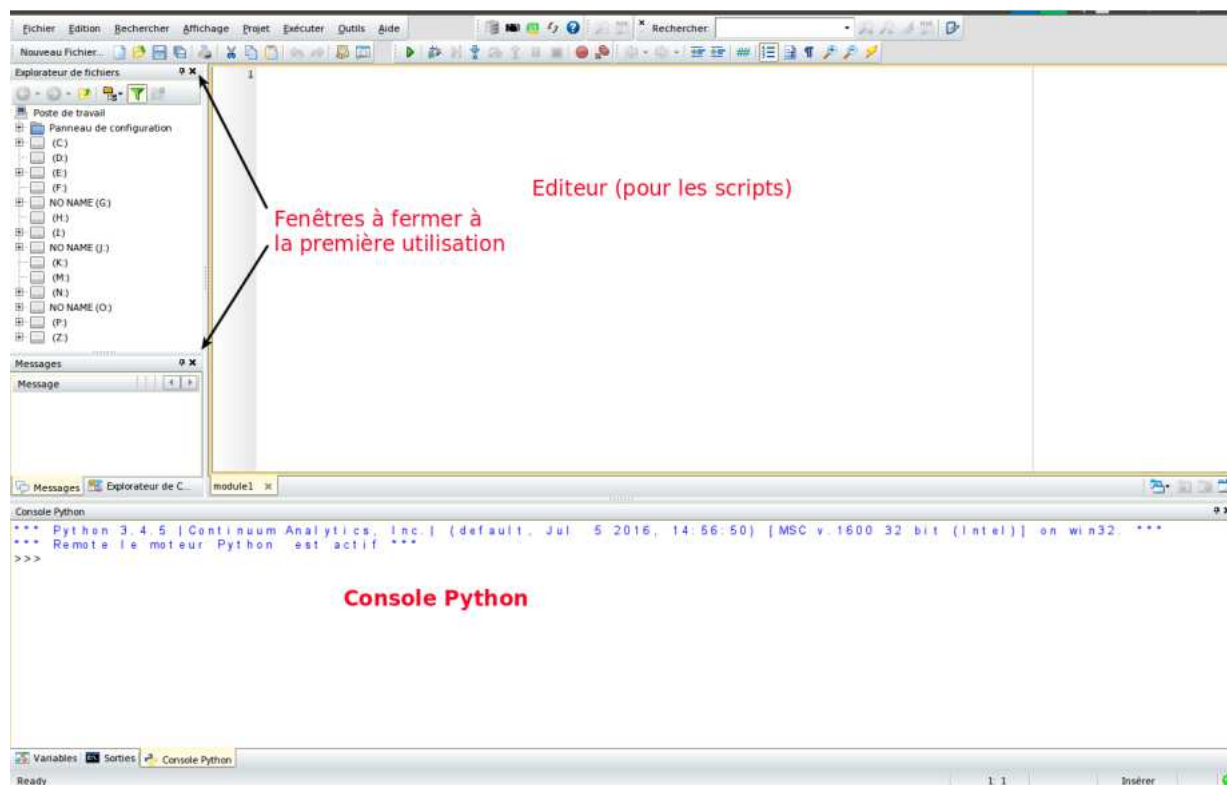 Fichier Edition Rechercher Affichage Projet Exécuter Outils Aide
Rechercher:
Nouveau Fichier...
Explorateur de fichiers
1
Poste de travail
Panneau de configuration
(C:)
(D:)
(E:)
(F:)
NO NAME (G:)
(H:)
(I:)
NO NAME (J:)
(K:)
(M:)
(N:)
NO NAME (O:)
(P:)
(Z:)
Editeur (pour les scripts)
Fenêtres à fermer à
la première utilisation
Messages
Message
Messages Explorateur de C...
module1
Console Python
*** Python 3.4.5 |Continuum Analytics, Inc.| (default, Jul 5 2016, 14:56:50) [MSC v.1600 32 bit (Intel)] on win32. ***
*** Remote le moteur Python est actif ***
>>>
Console Python
Variables Sorties Console Python
Ready
1: 1
Insérer